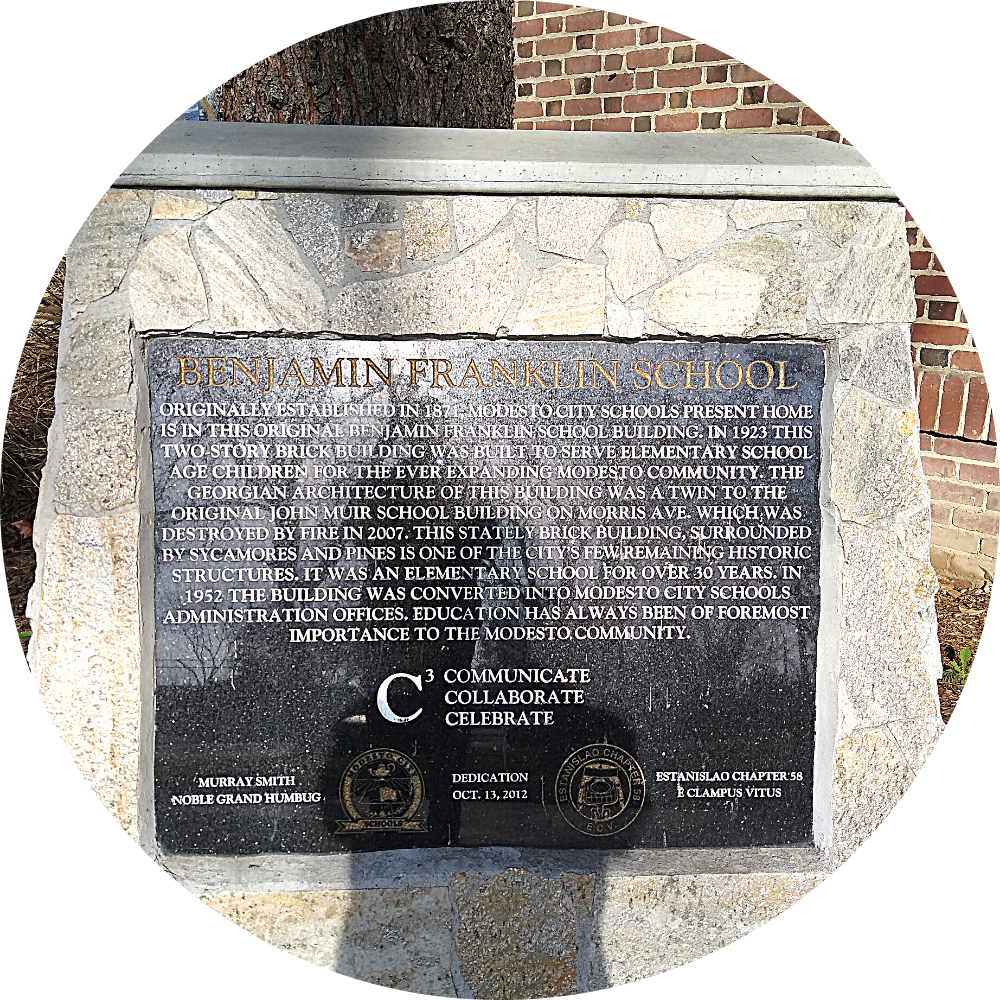 BENJAMIN FRANKLIN SCHOOL
ORIGINALLY ESTABLISHED IN 1871, MODESTO CITY SCHOOLS PRESENT HOME
IS IN THIS ORIGINAL BENJAMIN FRANKLIN SCHOOL BUILDING. IN 1923 THIS
TWO-STORY BRICK BUILDING WAS BUILT TO SERVE ELEMENTARY SCHOOL
AGE CHILDREN FOR THE EVER EXPANDING MODESTO COMMUNITY. THE
GEORGIAN ARCHITECTURE OF THIS BUILDING WAS A TWIN TO THE
ORIGINAL JOHN MUIR SCHOOL BUILDING ON MORRIS AVE. WHICH WAS
DESTROYED BY FIRE IN 2007. THIS STATELY BRICK BUILDING, SURROUNDED
BY SYCAMORES AND PINES IS ONE OF THE CITY'S FEW REMAINING HISTORIC
STRUCTURES. IT WAS AN ELEMENTARY SCHOOL FOR OVER 30 YEARS. IN
1952 THE BUILDING WAS CONVERTED INTO MODESTO CITY SCHOOLS
ADMINISTRATION OFFICES. EDUCATION HAS ALWAYS BEEN OF FOREMOST
IMPORTANCE TO THE MODESTO COMMUNITY.
C3 COMMUNICATE
COLLABORATE
CELEBRATE
MURRAY SMITH
NOBLE GRAND HUMBUG
MODESTO CITY
SCHOOLS
DEDICATION
OCT. 13, 2012
ESTANISLAO CHAPTER 58
E.C.V.
ESTANISLAO CHAPTER 58
E CLAMPUS VITUS